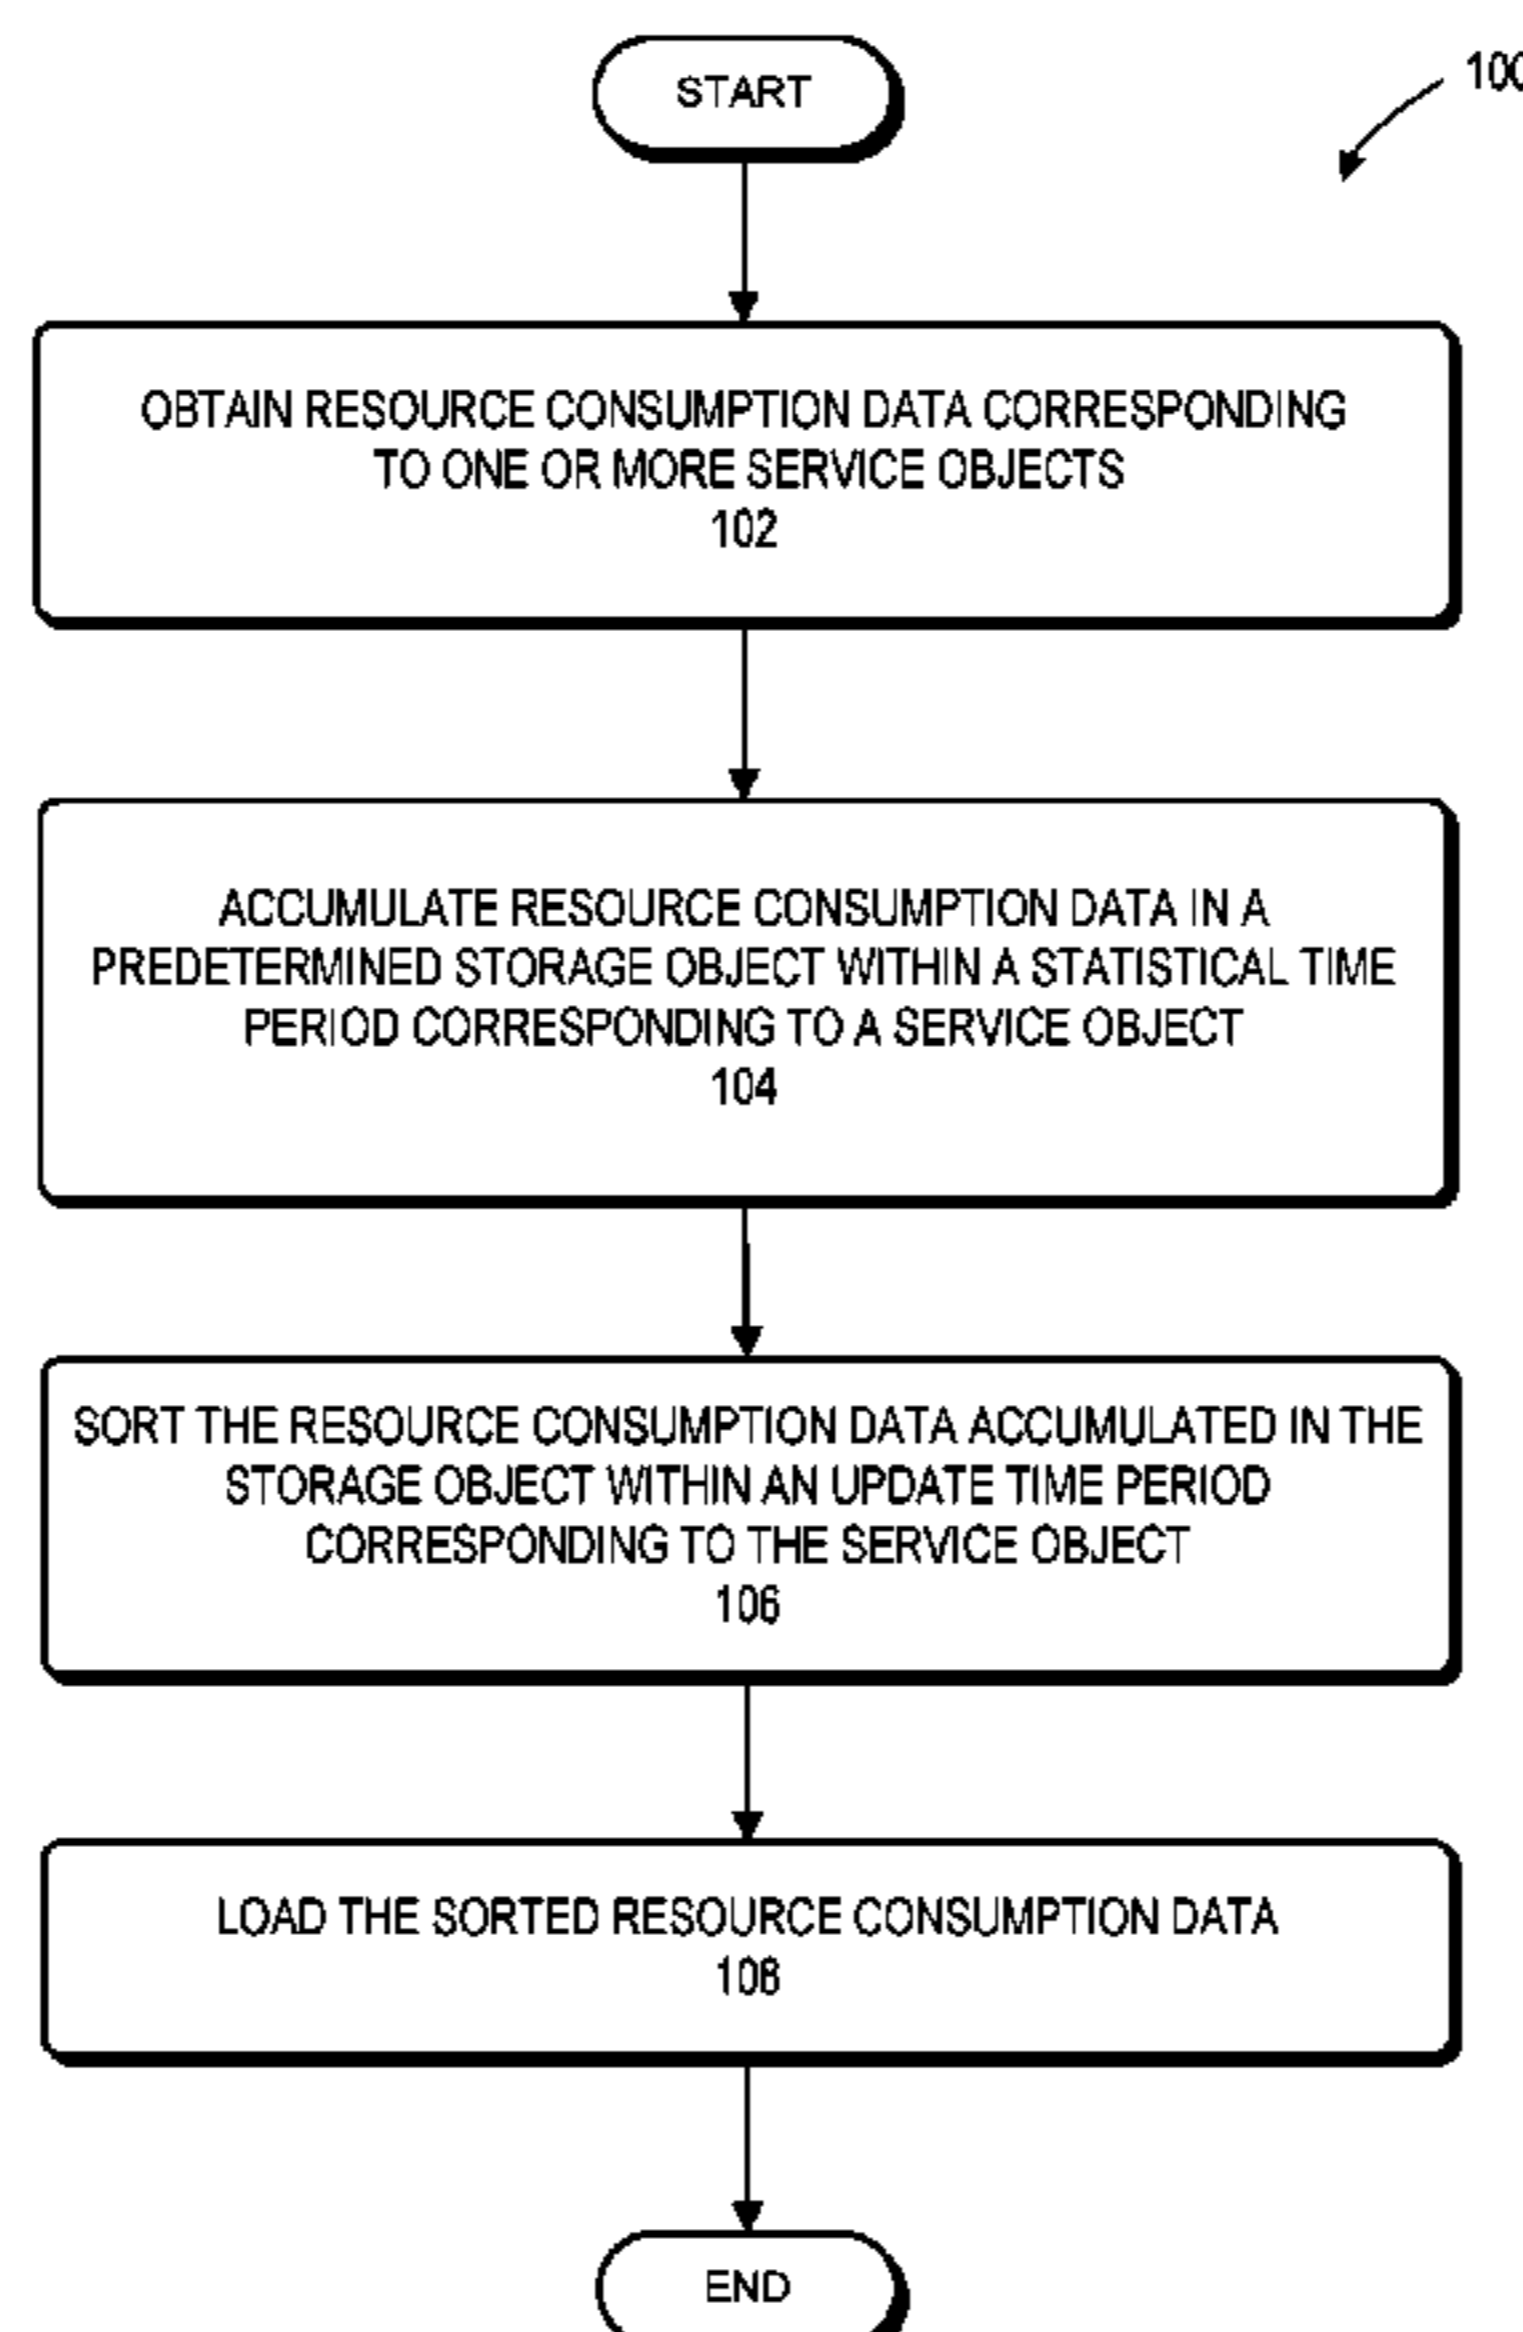 START
100
OBTAIN RESOURCE CONSUMPTION DATA CORRESPONDING
TO ONE OR MORE SERVICE OBJECTS
102
ACCUMULATE RESOURCE CONSUMPTION DATA IN A
PREDETERMINED STORAGE OBJECT WITHIN A STATISTICAL TIME
PERIOD CORRESPONDING TO A SERVICE OBJECT
104
SORT THE RESOURCE CONSUMPTION DATA ACCUMULATED IN THE
STORAGE OBJECT WITHIN AN UPDATE TIME PERIOD
CORRESPONDING TO THE SERVICE OBJECT
106
LOAD THE SORTED RESOURCE CONSUMPTION DATA
108
END